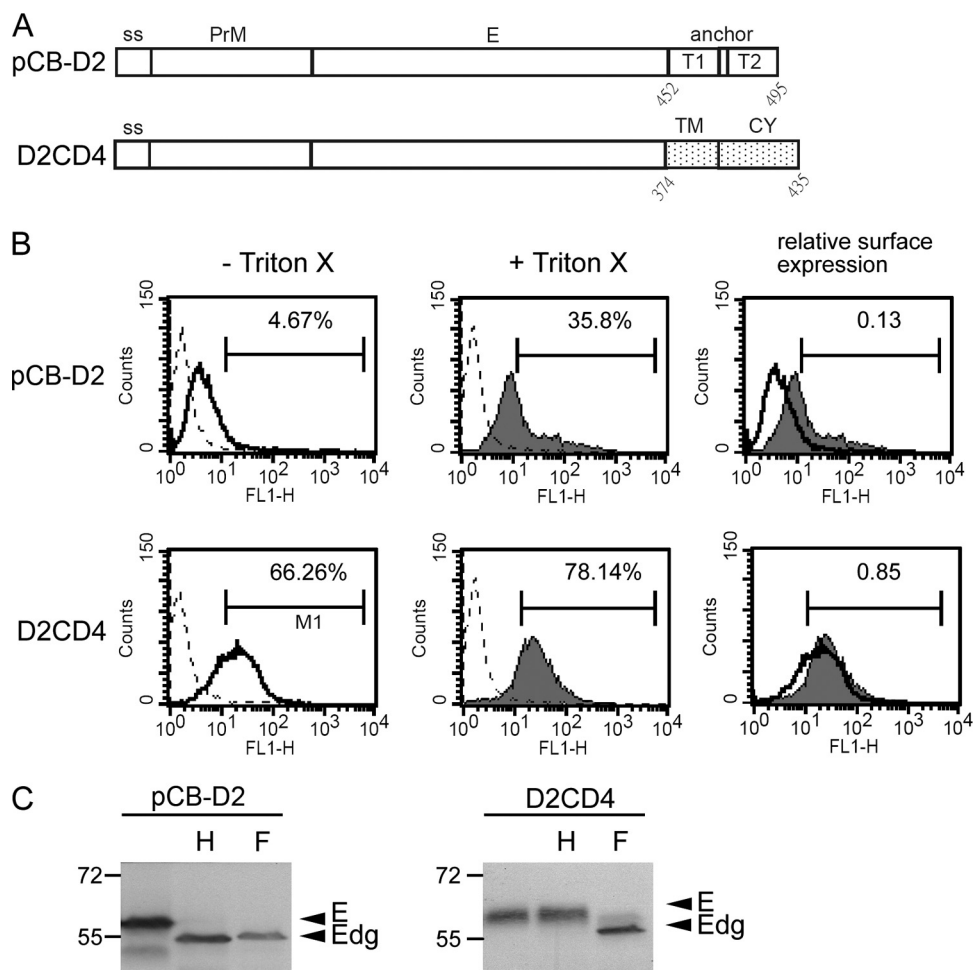 A
ss PrM E anchor
pCB-D2 T1 T2
452 495
ss TM CY
D2CD4
374 435
B
- Triton X + Triton X relative surface
expression
pCB-D2
150 4.67% 150 35.8% 150 0.13
Counts Counts Counts
0 0 0
10^0 10^1 10^2 10^3 10^4 10^0 10^1 10^2 10^3 10^4 10^0 10^1 10^2 10^3 10^4
FL1-H FL1-H FL1-H
D2CD4
150 66.26% 150 78.14% 150 0.85
M1
Counts Counts Counts
0 0 0
10^0 10^1 10^2 10^3 10^4 10^0 10^1 10^2 10^3 10^4 10^0 10^1 10^2 10^3 10^4
FL1-H FL1-H FL1-H
C
pCB-D2 D2CD4
H F H F
72 72
E E
Edg Edg
55 55